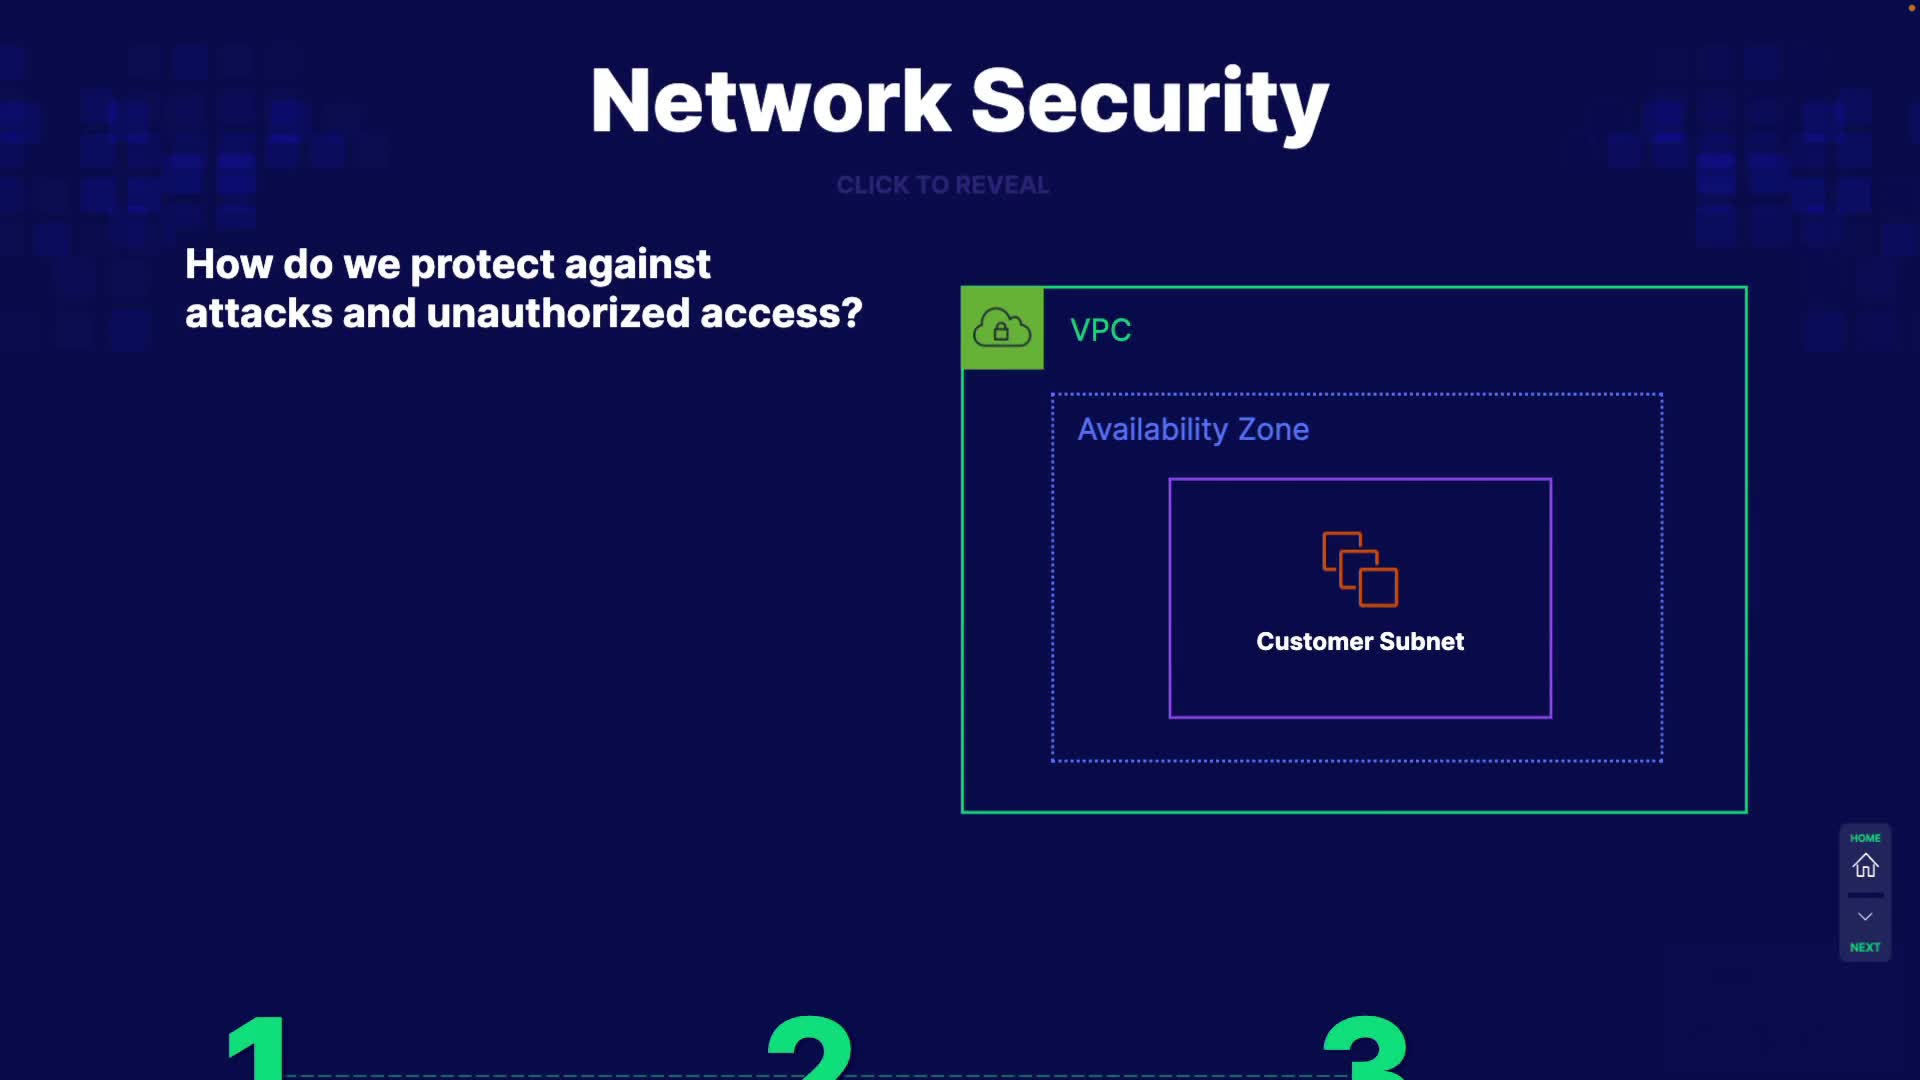 Network Security
CLICK TO REVEAL
How do we protect against
attacks and unauthorized access?
VPC
Availability Zone
Customer Subnet
HOME
NEXT
1
2
3